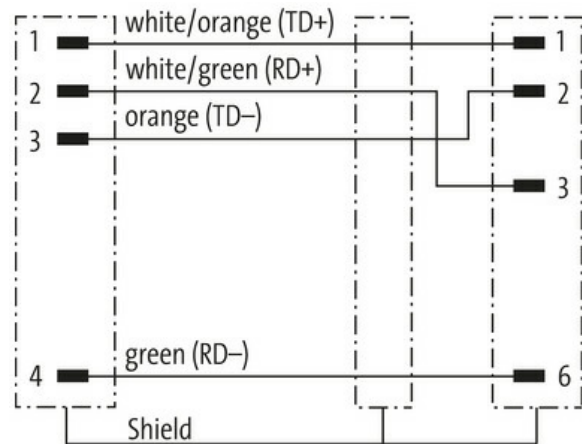 1 white/orange (TD+) 1
2 white/green (RD+) 2
3 orange (TD–)
3
4 green (RD–) 6
Shield